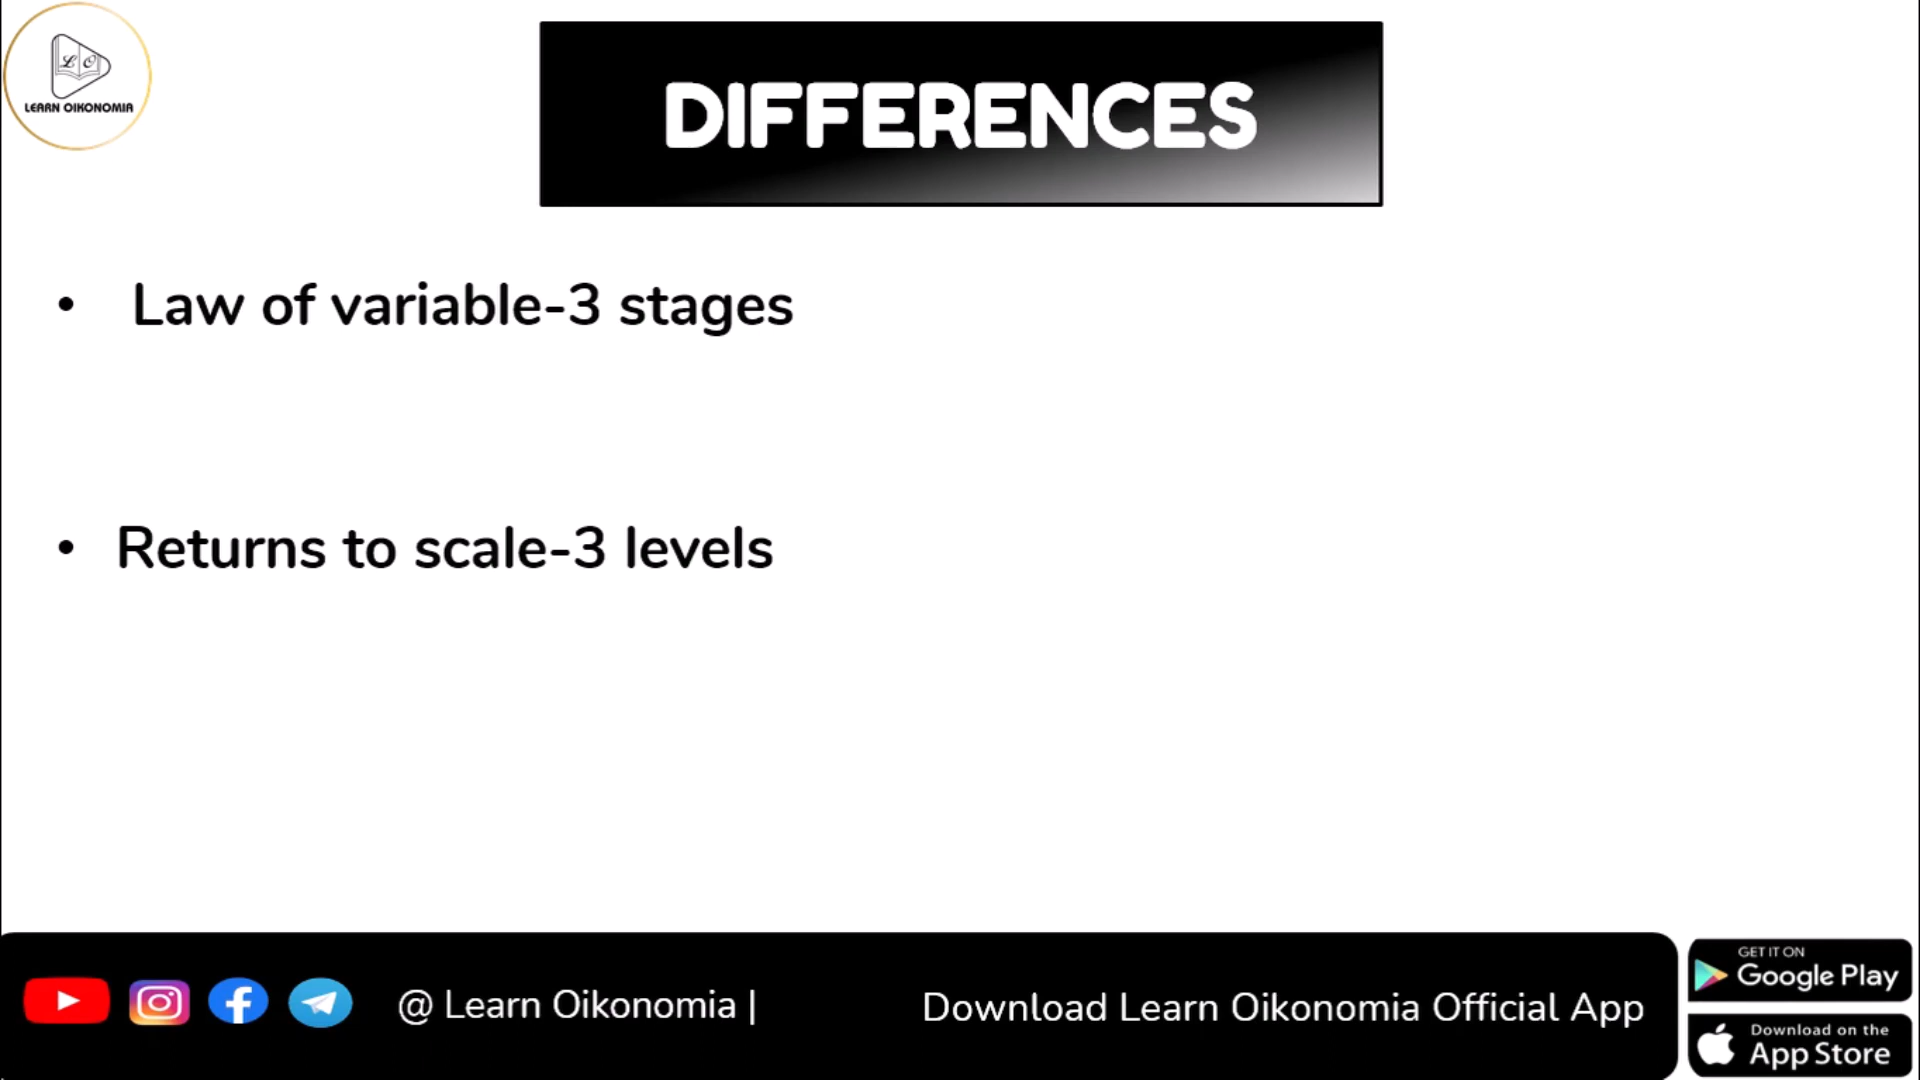 LO
LEARN OIKONOMIA
DIFFERENCES
• Law of variable-3 stages
• Returns to scale-3 levels
@ Learn Oikonomia |
Download Learn Oikonomia Official App
GET IT ON
Google Play
Download on the
App Store